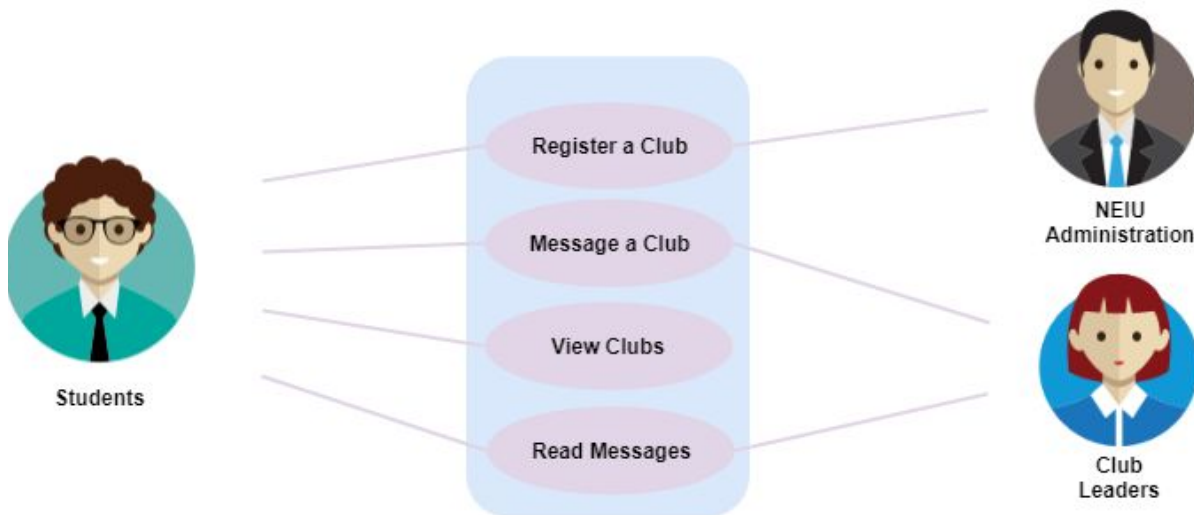 Students
Register a Club
Message a Club
View Clubs
Read Messages
NEIU
Administration
Club
Leaders